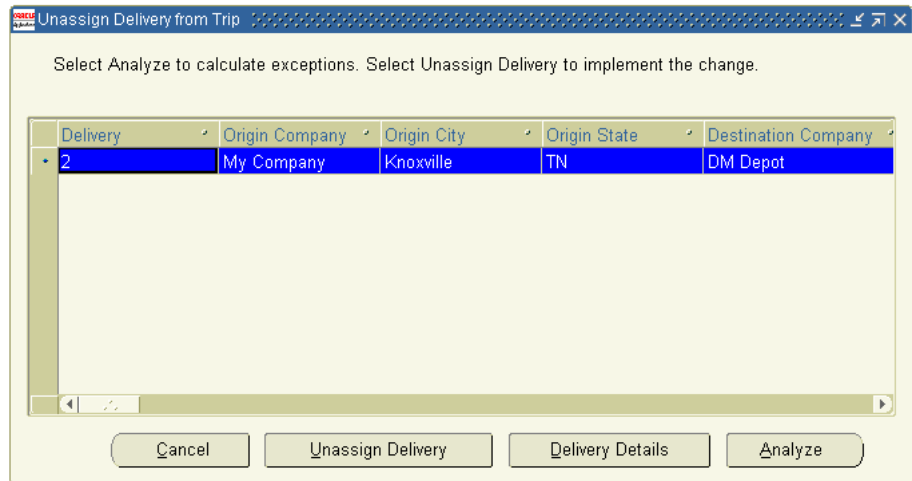 ORACLE
Applications
Unassign Delivery from Trip
Select Analyze to calculate exceptions. Select Unassign Delivery to implement the change.
Delivery Origin Company Origin City Origin State Destination Company
2 My Company Knoxville TN DM Depot
Cancel Unassign Delivery Delivery Details Analyze